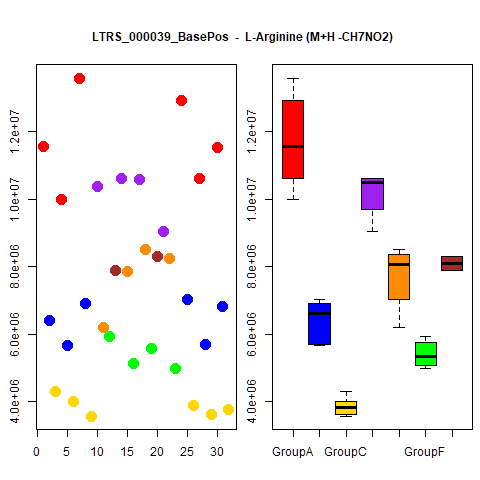 LTRS_000039_BasePos - L-Arginine (M+H -CH7NO2)
1.2e+07
1.0e+07
8.0e+06
6.0e+06
4.0e+06
0 5 10 15 20 25 30
1.2e+07
1.0e+07
8.0e+06
6.0e+06
4.0e+06
GroupA GroupC GroupF